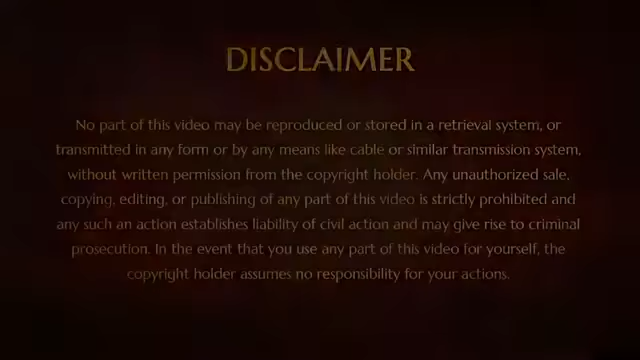 DISCLAIMER
No part of this video may be reproduced or stored in a retrieval system, or
transmitted in any form or by any means like cable or similar transmission system,
without written permission from the copyright holder. Any unauthorized sale,
copying, editing, or publishing of any part of this video is strictly prohibited and
any such an action establishes liability of civil action and may give rise to criminal
prosecution. In the event that you use any part of this video for yourself, the
copyright holder assumes no responsibility for your actions.